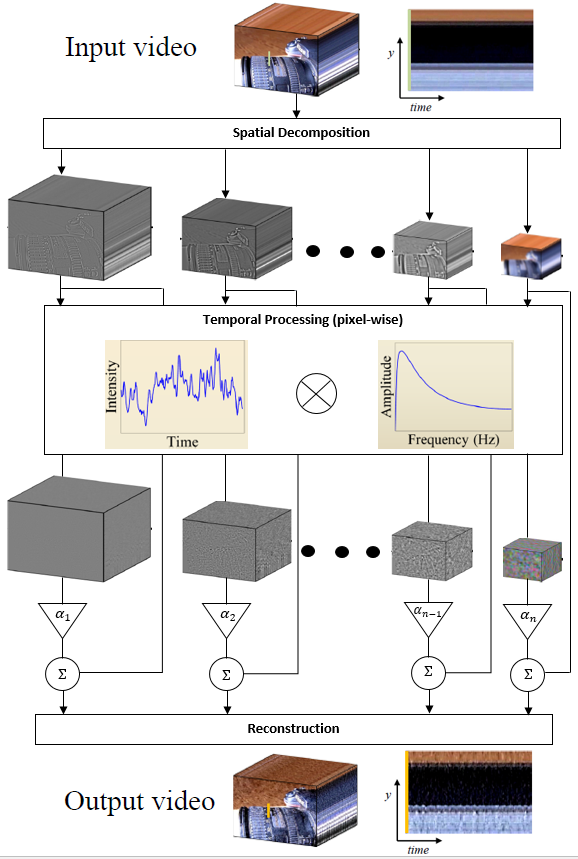 Input video
y
time
Spatial Decomposition
Temporal Processing (pixel-wise)
Intensity
Time
Amplitude
Frequency (Hz)
α1
α2
αn−1
αn
Σ
Σ
Σ
Σ
Reconstruction
Output video
y
time